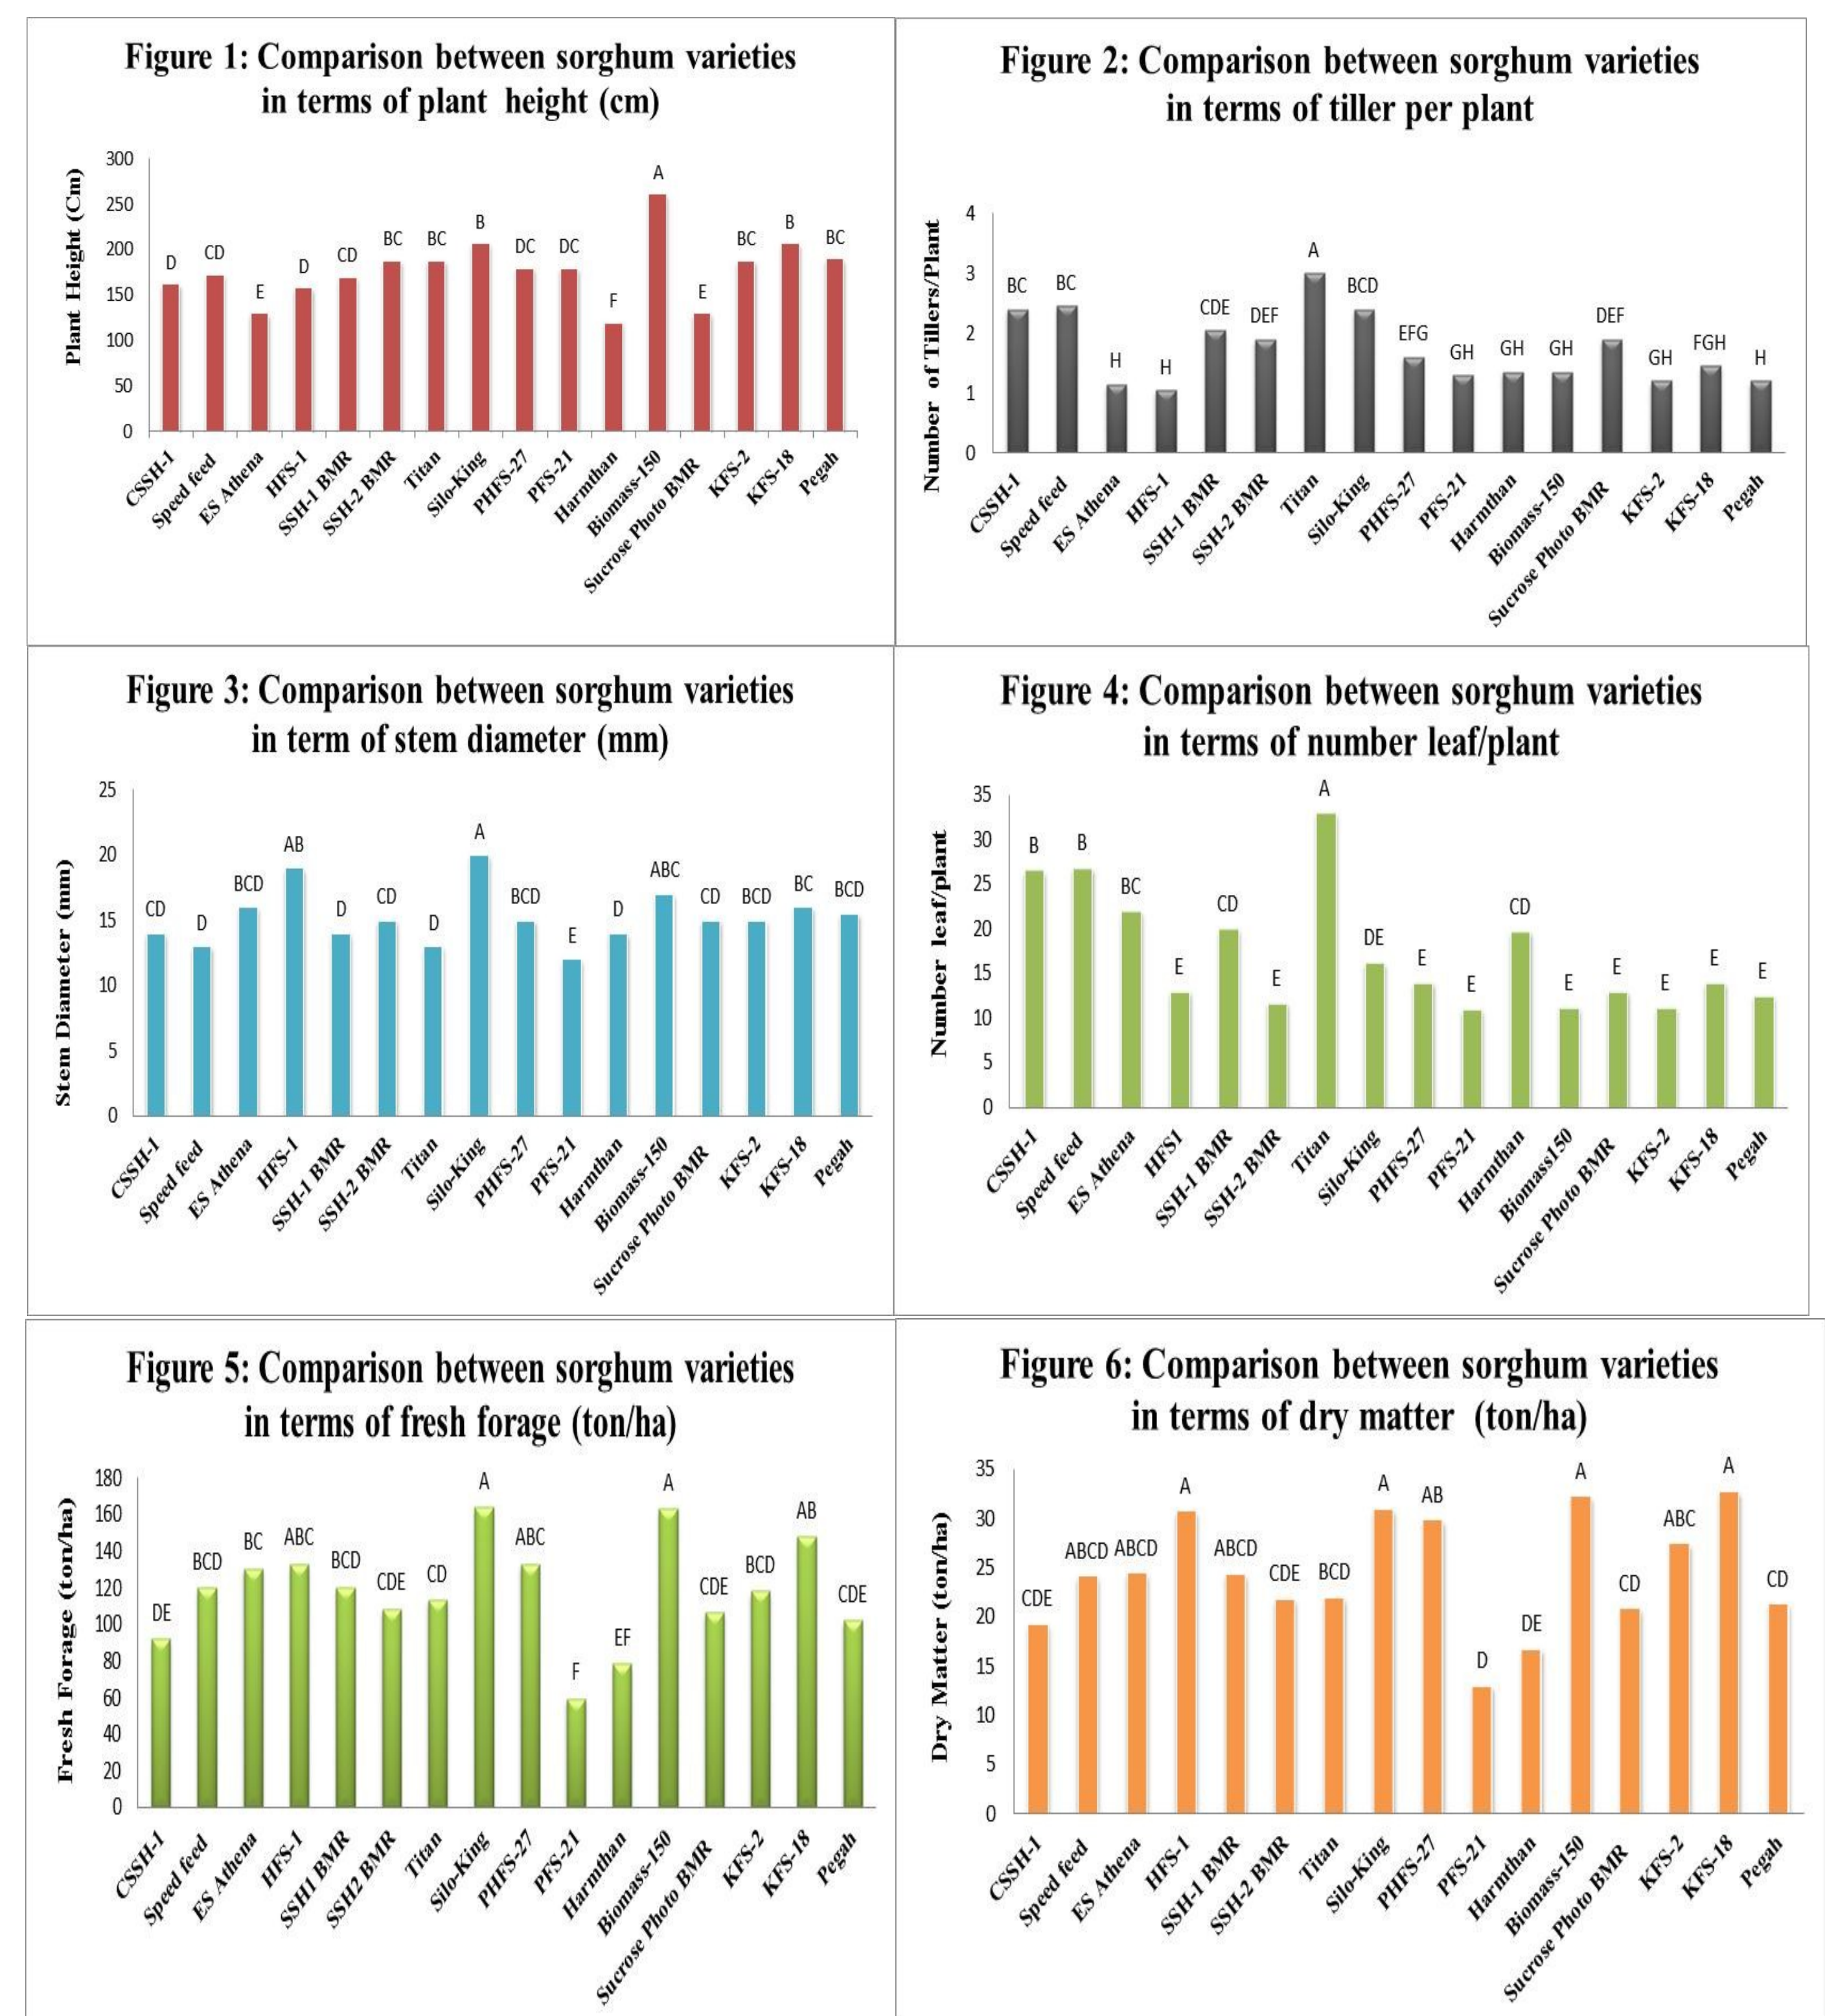 Figure 1: Comparison between sorghum varieties
in terms of plant height (cm)
Plant Height (Cm)
300
250
200
150
100
50
0
D
CD
E
D
CD
BC
BC
B
DC
DC
F
A
E
BC
B
BC
CSSH-1
Speed feed
ES Athena
HFS-1
SSH-1 BMR
SSH-2 BMR
Titan
Silo-King
PHFS-27
PFS-21
Harmthan
Biomass-150
Sucrose Photo BMR
KFS-2
KFS-18
Pegah
Figure 2: Comparison between sorghum varieties
in terms of tiller per plant
Number of Tillers/Plant
4
3
2
1
0
BC
BC
H
H
CDE
DEF
A
BCD
EFG
GH
GH
GH
DEF
GH
FGH
H
CSSH-1
Speed feed
ES Athena
HFS-1
SSH-1 BMR
SSH-2 BMR
Titan
Silo-King
PHFS-27
PFS-21
Harmthan
Biomass-150
Sucrose Photo BMR
KFS-2
KFS-18
Pegah
Figure 3: Comparison between sorghum varieties
in term of stem diameter (mm)
Stem Diameter (mm)
25
20
15
10
5
0
CD
D
BCD
AB
D
CD
D
A
BCD
E
D
ABC
CD
BCD
BC
BCD
CSSH-1
Speed feed
ES Athena
HFS-1
SSH-1 BMR
SSH-2 BMR
Titan
Silo-King
PHFS-27
PFS-21
Harmthan
Biomass-150
Sucrose Photo BMR
KFS-2
KFS-18
Pegah
Figure 4: Comparison between sorghum varieties
in terms of number leaf/plant
Number leaf/plant
35
30
25
20
15
10
5
0
B
B
BC
E
CD
E
A
DE
E
E
CD
E
E
E
E
E
CSSH-1
Speed feed
ES Athena
HFS1
SSH-1 BMR
SSH-2 BMR
Titan
Silo-King
PHFS-27
PFS-21
Harmthan
Biomass150
Sucrose Photo BMR
KFS-2
KFS-18
Pegah
Figure 5: Comparison between sorghum varieties
in terms of fresh forage (ton/ha)
Fresh Forage (ton/ha)
180
160
140
120
100
80
60
40
20
0
DE
BCD
BC
ABC
BCD
CDE
CD
A
ABC
F
EF
A
CDE
BCD
AB
CDE
CSSH-1
Speed feed
ES Athena
HFS-1
SSH1 BMR
SSH2 BMR
Titan
Silo-King
PHFS-27
PFS-21
Harmthan
Biomass-150
Sucrose Photo BMR
KFS-2
KFS-18
Pegah
Figure 6: Comparison between sorghum varieties
in terms of dry matter (ton/ha)
Dry Matter (ton/ha)
35
30
25
20
15
10
5
0
CDE
ABCD
ABCD
A
ABCD
CDE
BCD
A
AB
D
DE
A
CD
ABC
A
CD
CSSH-1
Speed feed
ES Athena
HFS-1
SSH-1 BMR
SSH-2 BMR
Titan
Silo-King
PHFS-27
PFS-21
Harmthan
Biomass-150
Sucrose Photo BMR
KFS-2
KFS-18
Pegah